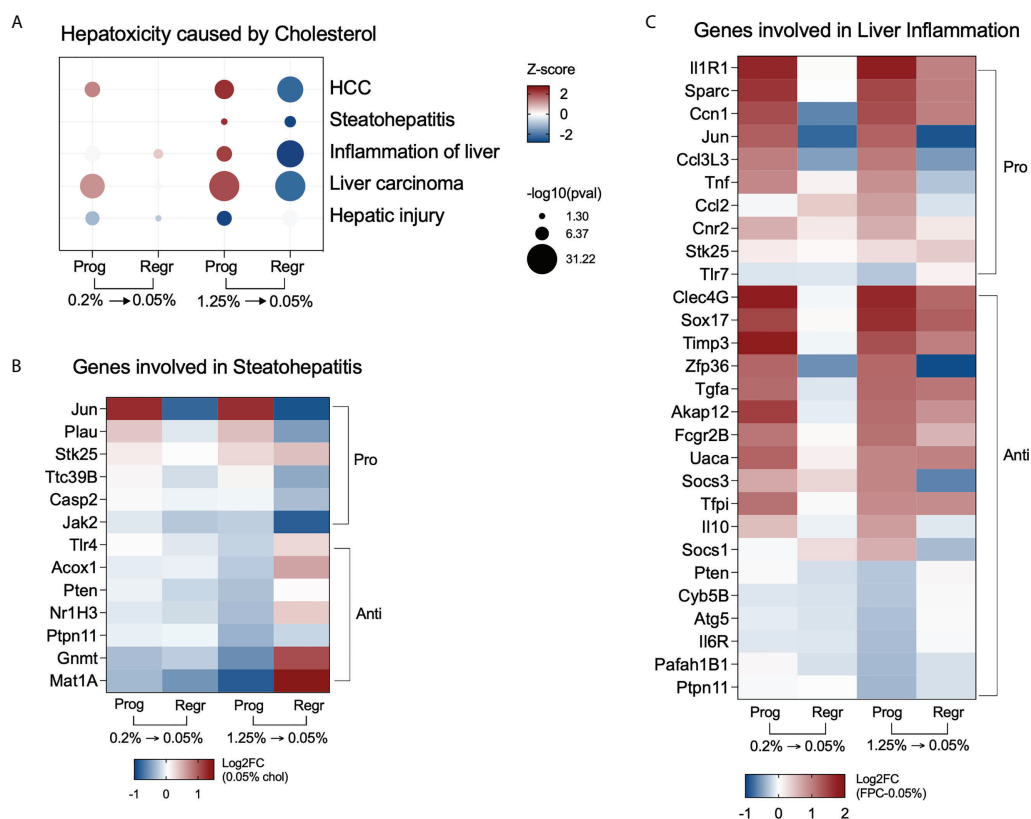 A
Hepatoxicity caused by Cholesterol
HCC
Steatohepatitis
Inflammation of liver
Liver carcinoma
Hepatic injury
Prog Regr Prog Regr
0.2% → 0.05% 1.25% → 0.05%
Z-score
2
0
-2
-log10(pval)
1.30
6.37
31.22
B
Genes involved in Steatohepatitis
Jun
Plau
Stk25
Ttc39B
Casp2
Jak2
Tlr4
Acox1
Pten
Nr1H3
Ptpn11
Gnmt
Mat1A
Pro
Anti
Prog Regr Prog Regr
0.2% → 0.05% 1.25% → 0.05%
-1 0 1
Log2FC
(0.05% chol)
C
Genes involved in Liver Inflammation
Il1R1
Sparc
Ccn1
Jun
Ccl3L3
Tnf
Ccl2
Cnr2
Stk25
Tlr7
Clec4G
Sox17
Timp3
Zfp36
Tgfa
Akap12
Fcgr2B
Uaca
Socs3
Tfpi
Il10
Socs1
Pten
Cyb5B
Atg5
Il6R
Pafah1B1
Ptpn11
Pro
Anti
Prog Regr Prog Regr
0.2% → 0.05% 1.25% → 0.05%
-1 0 1 2
Log2FC
(FPC-0.05%)